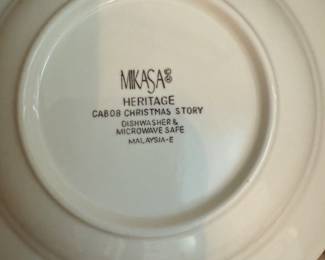 MIKASA®
HERITAGE
CAB08 CHRISTMAS STORY
DISHWASHER &
MICROWAVE SAFE
MALAYSIA-E